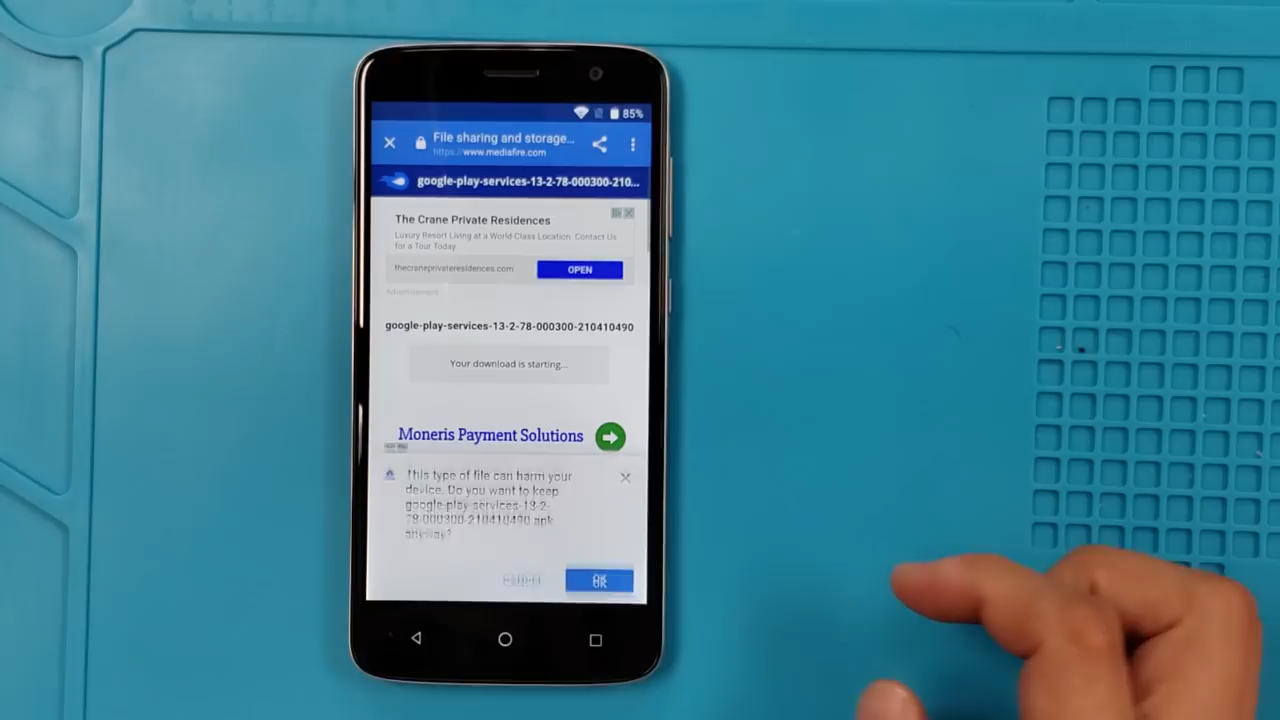 85%
File sharing and storage...
https://www.mediafire.com
google-play-services-13-2-78-000300-210...
The Crane Private Residences
Luxury Resort Living at a World-Class Location. Contact Us
for a Tour Today
thecraneprivateresidences.com
OPEN
Advertisement
google-play-services-13-2-78-000300-210410490
Your download is starting...
Moneris Payment Solutions
This type of file can harm your
device. Do you want to keep
google-play-services-13-2-
78-000300-210410490.apk
anyway?
OK